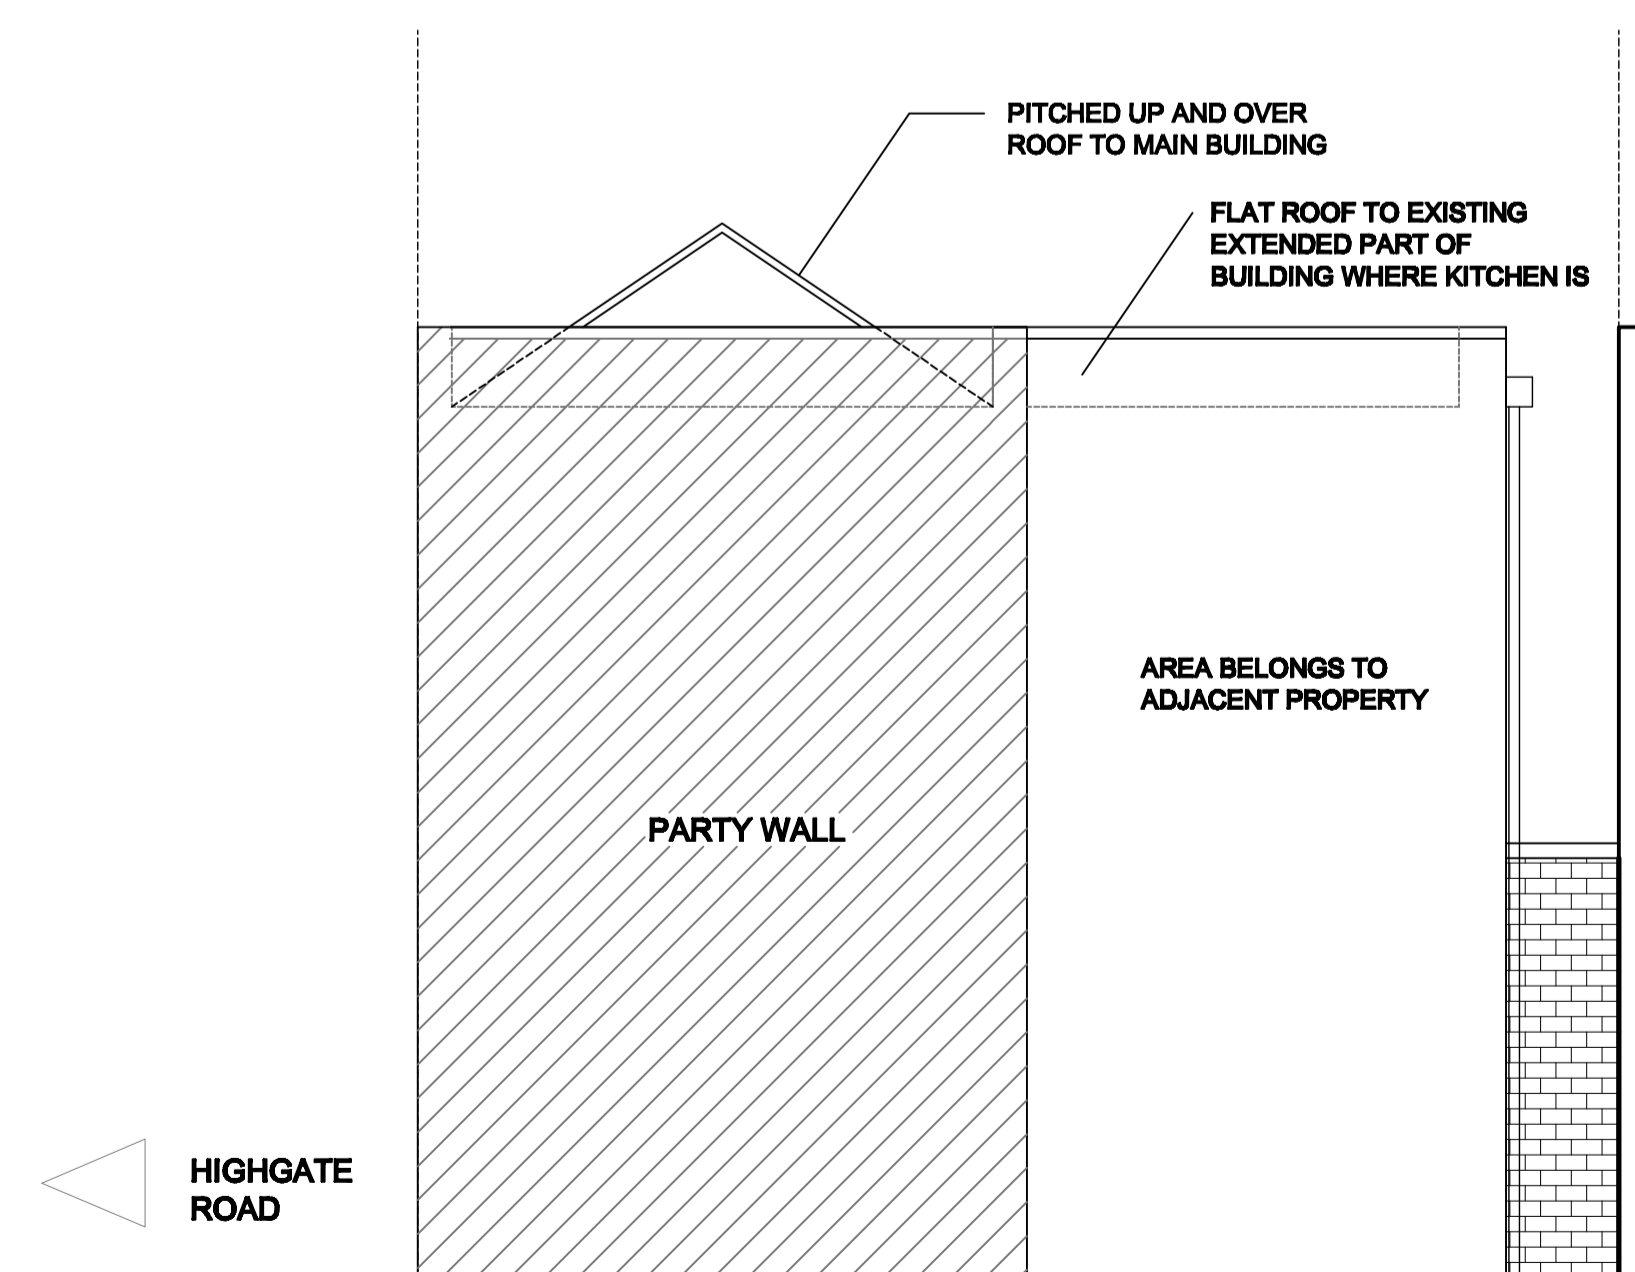 PITCHED UP AND OVER
ROOF TO MAIN BUILDING
FLAT ROOF TO EXISTING
EXTENDED PART OF
BUILDING WHERE KITCHEN IS
AREA BELONGS TO
ADJACENT PROPERTY
PARTY WALL
HIGHGATE
ROAD